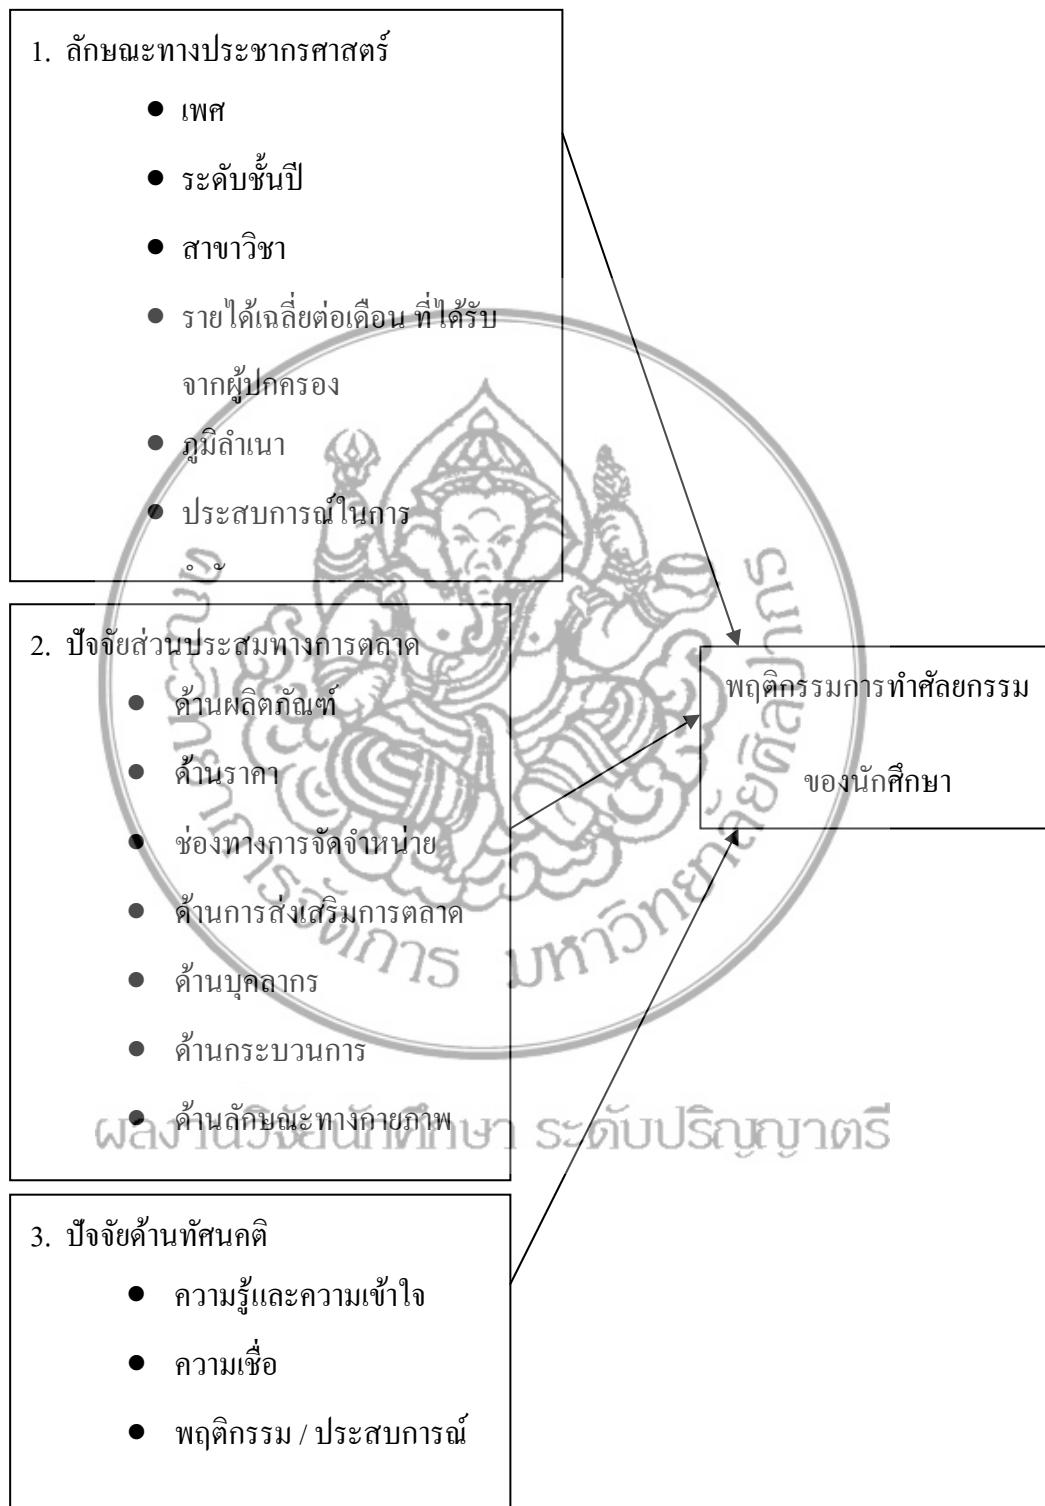 1. ลักษณะทางประชากรศาสตร์
● เพศ
● ระดับชั้นปี
● สาขาวิชา
● รายได้เฉลี่ยต่อเดือน ที่ได้รับ
จากผู้ปกครอง
● ภูมิลำเนา
● ประสบการณ์ในการ
2. ปัจจัยส่วนประสมทางการตลาด
● ด้านผลิตภัณฑ์
● ด้านราคา
● ช่องทางการจัดจำหน่าย
● ด้านการส่งเสริมการตลาด
● ด้านบุคลากร
● ด้านกระบวนการ
● ด้านลักษณะทางกายภาพ
3. ปัจจัยด้านทัศนคติ
● ความรู้และความเข้าใจ
● ความเชื่อ
● พฤติกรรม / ประสบการณ์
พฤติกรรมการทำศัลยกรรม
ของนักศึกษา
มหาวิทยาลัยศิลปากร
ผลงานวิจัยนักศึกษา ระดับปริญญาตรี